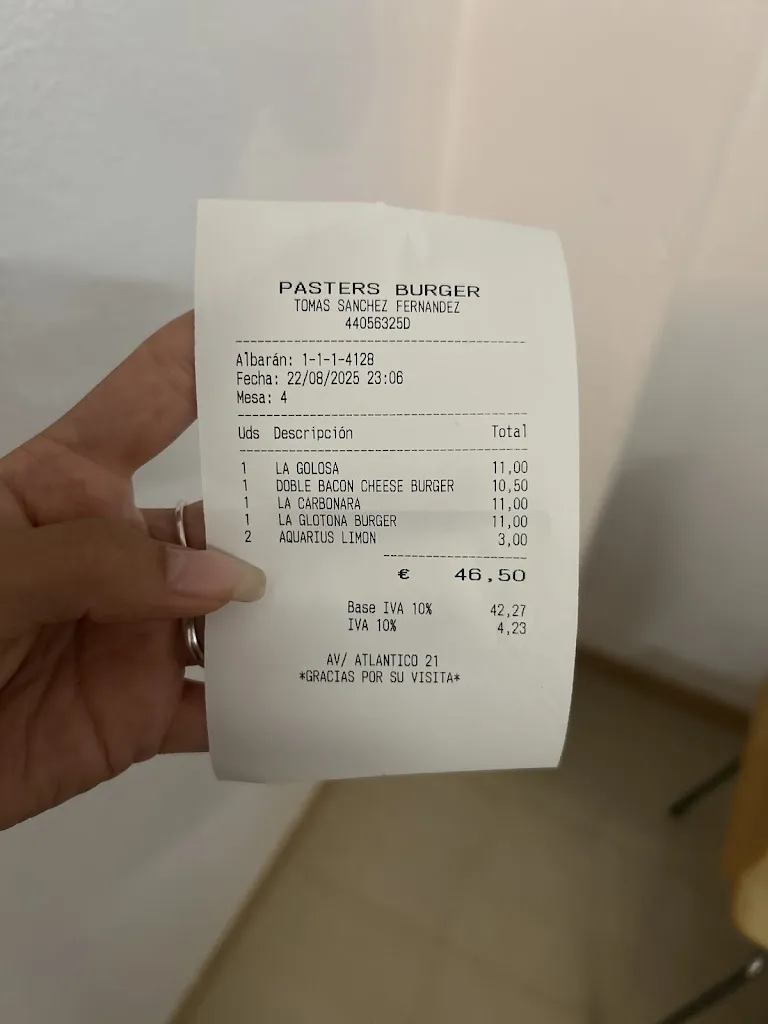 PASTERS BURGER
TOMAS SANCHEZ FERNANDEZ
44056325D
Albarán: 1-1-1-4128
Fecha: 22/08/2025 23:06
Mesa: 4
Uds Descripción Total
1 LA GOLOSA 11,00
1 DOBLE BACON CHEESE BURGER 10,50
1 LA CARBONARA 11,00
1 LA GLOTONA BURGER 11,00
2 AQUARIUS LIMON 3,00
€ 46,50
Base IVA 10% 42,27
IVA 10% 4,23
AV/ ATLANTICO 21
*GRACIAS POR SU VISITA*